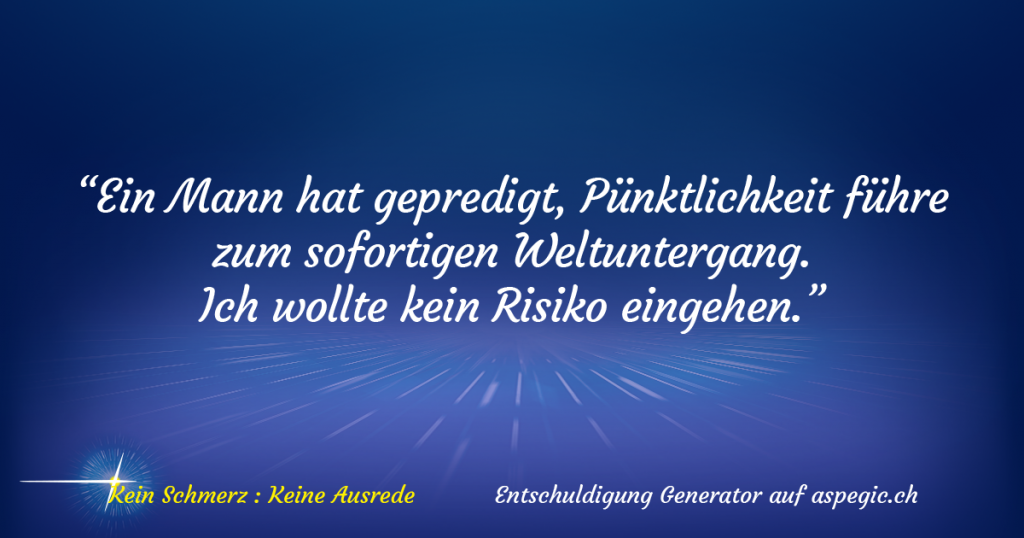 “Ein Mann hat gepredigt, Pünktlichkeit führe
zum sofortigen Weltuntergang.
Ich wollte kein Risiko eingehen.”
Kein Schmerz : Keine Ausrede
Entschuldigung Generator auf aspegic.ch